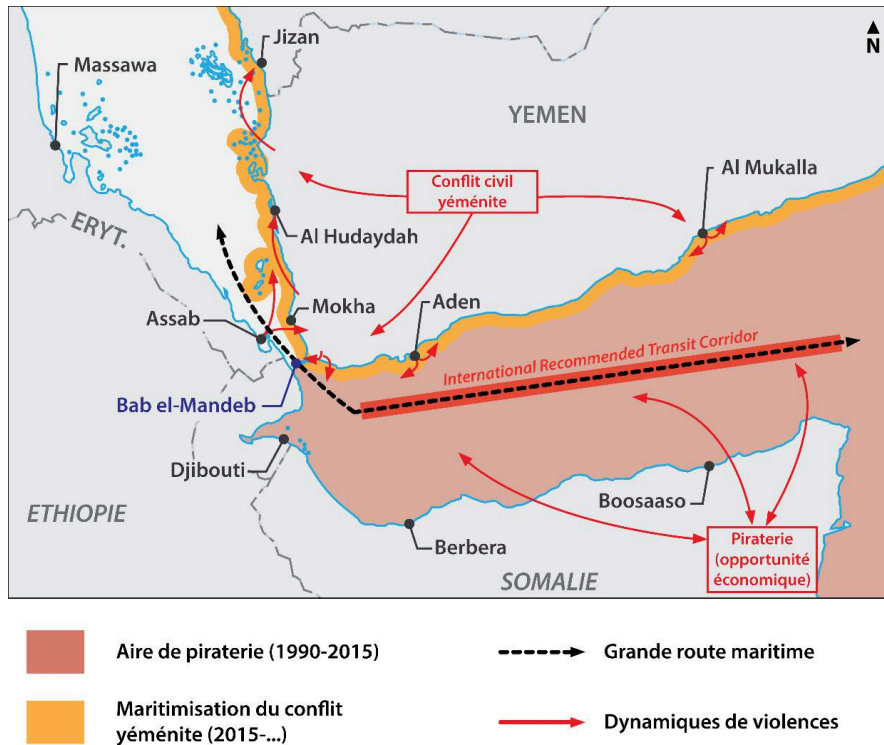 Jizan
N
Massawa
YEMEN
Al Mukalla
Conflit civil
yéménite
ERYT.
Al Hudaydah
Mokha
Aden
Assab
International Recommended Transit Corridor
Bab el-Mandeb
Djibouti
Boosaaso
ETHIOPIE
Berbera
Piraterie
(opportunité
économique)
SOMALIE
Aire de piraterie (1990-2015)
Grande route maritime
Maritimisation du conflit
yéménite (2015-...)
Dynamiques de violences